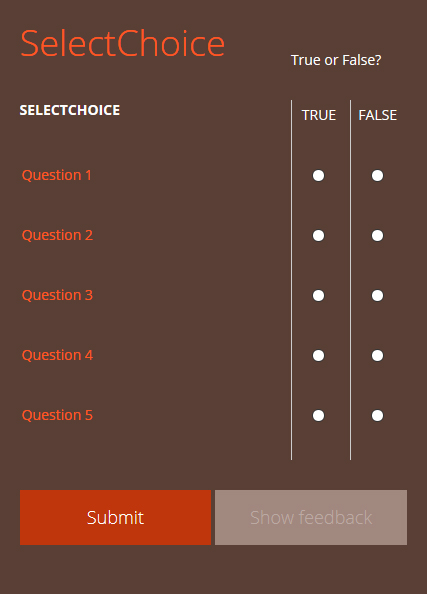 SelectChoice
True or False?
SELECTCHOICE
TRUE FALSE
Question 1
Question 2
Question 3
Question 4
Question 5
Submit Show feedback